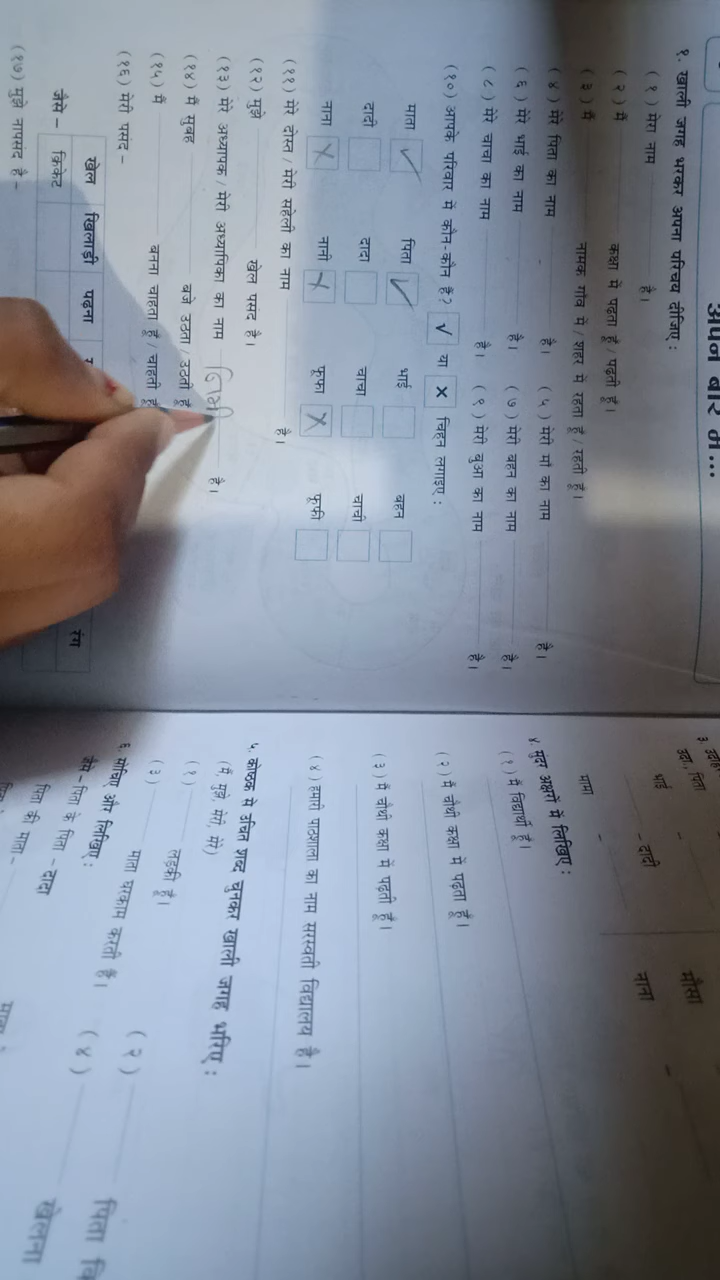 अपने बारे में...
१. खाली जगह भरकर अपना परिचय दीजिए :
(१) मेरा नाम है।
(२) मैं कक्षा में पढ़ता हूँ / पढ़ती हूँ।
(३) मैं नामक गाँव में / शहर में रहता हूँ / रहती हूँ।
(४) मेरे पिता का नाम है। (५) मेरी माँ का नाम है।
(६) मेरे भाई का नाम है। (७) मेरी बहन का नाम है।
(८) मेरे चाचा का नाम है। (९) मेरी बुआ का नाम है।
(१०) आपके परिवार में कौन-कौन हैं? ✓ या × चिह्न लगाइए :
माता ✓ पिता ✓ भाई बहन
दादी दादा चाचा चाची
नाना × नानी × फूफा × फूफी
(११) मेरे दोस्त / मेरी सहेली का नाम है।
(१२) मुझे खेल पसंद है।
(१३) मेरे अध्यापक / मेरी अध्यापिका का नाम है।
(१४) मैं सुबह बजे उठता / उठती हूँ
(१५) मैं बनना चाहता हूँ / चाहती हूँ
(१६) मेरी पसंद -
खेल खिलाड़ी पढ़ना रंग
जैसे - क्रिकेट
(१७) मुझे नापसंद है -
पिता मौसा
भाई - दादी नाना
मामा -
४. सुंदर अक्षरों में लिखिए :
(१) मैं विद्यार्थी हूँ।
(२) मैं चौथी कक्षा में पढ़ता हूँ।
(३) मैं चौथी कक्षा में पढ़ती हूँ।
(४) हमारी पाठशाला का नाम सरस्वती विद्यालय है।
५. कोष्ठक में उचित शब्द चुनकर खाली जगह भरिए :
(मैं, मुझे, मेरी, मेरे)
(१) लड़की हूँ। (२) पिता
(३) माता घरकाम करती हैं। (४) खेलना
६. सोचिए और लिखिए :
जैसे - पिता के पिता - दादा
पिता की माता -